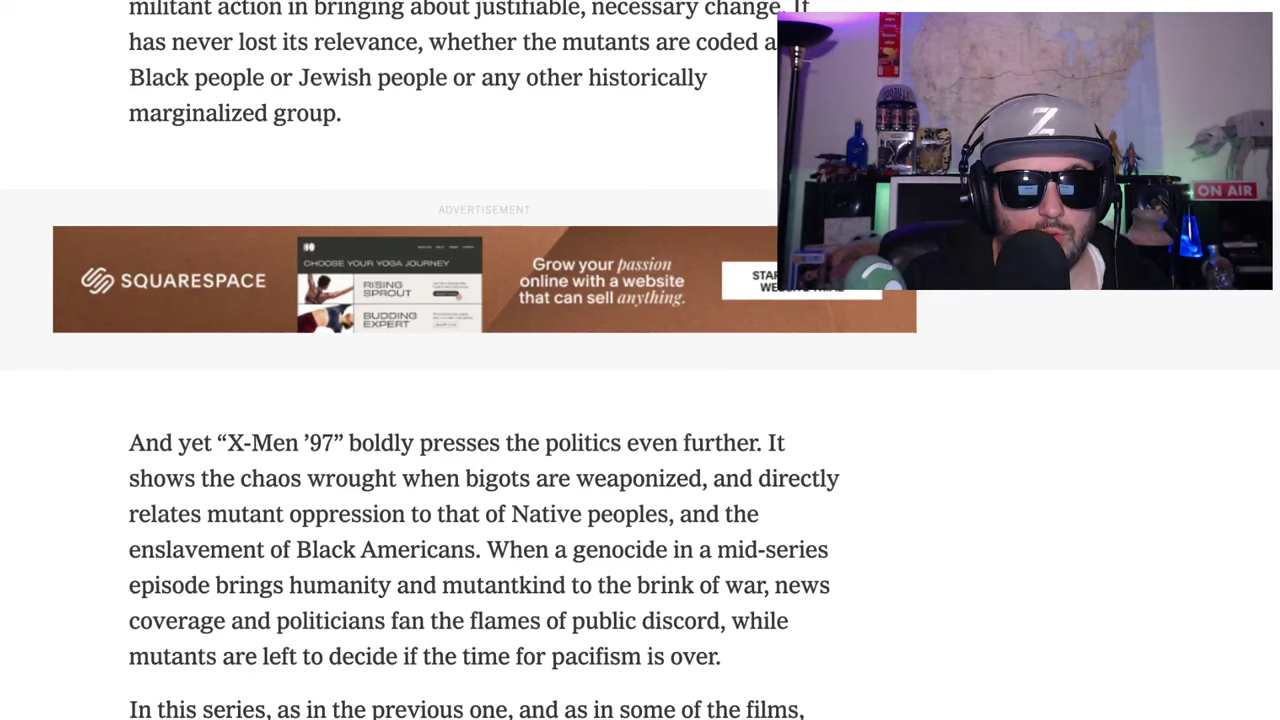 militant action in bringing about justifiable, necessary change. It
has never lost its relevance, whether the mutants are coded a
Black people or Jewish people or any other historically
marginalized group.
ADVERTISEMENT
SQUARESPACE
CHOOSE YOUR YOGA JOURNEY
RISING
SPROUT
BUDDING
EXPERT
Grow your passion
online with a website
that can sell anything.
STAR
ON AIR
And yet “X-Men ’97” boldly presses the politics even further. It
shows the chaos wrought when bigots are weaponized, and directly
relates mutant oppression to that of Native peoples, and the
enslavement of Black Americans. When a genocide in a mid-series
episode brings humanity and mutantkind to the brink of war, news
coverage and politicians fan the flames of public discord, while
mutants are left to decide if the time for pacifism is over.
In this series, as in the previous one, and as in some of the films,